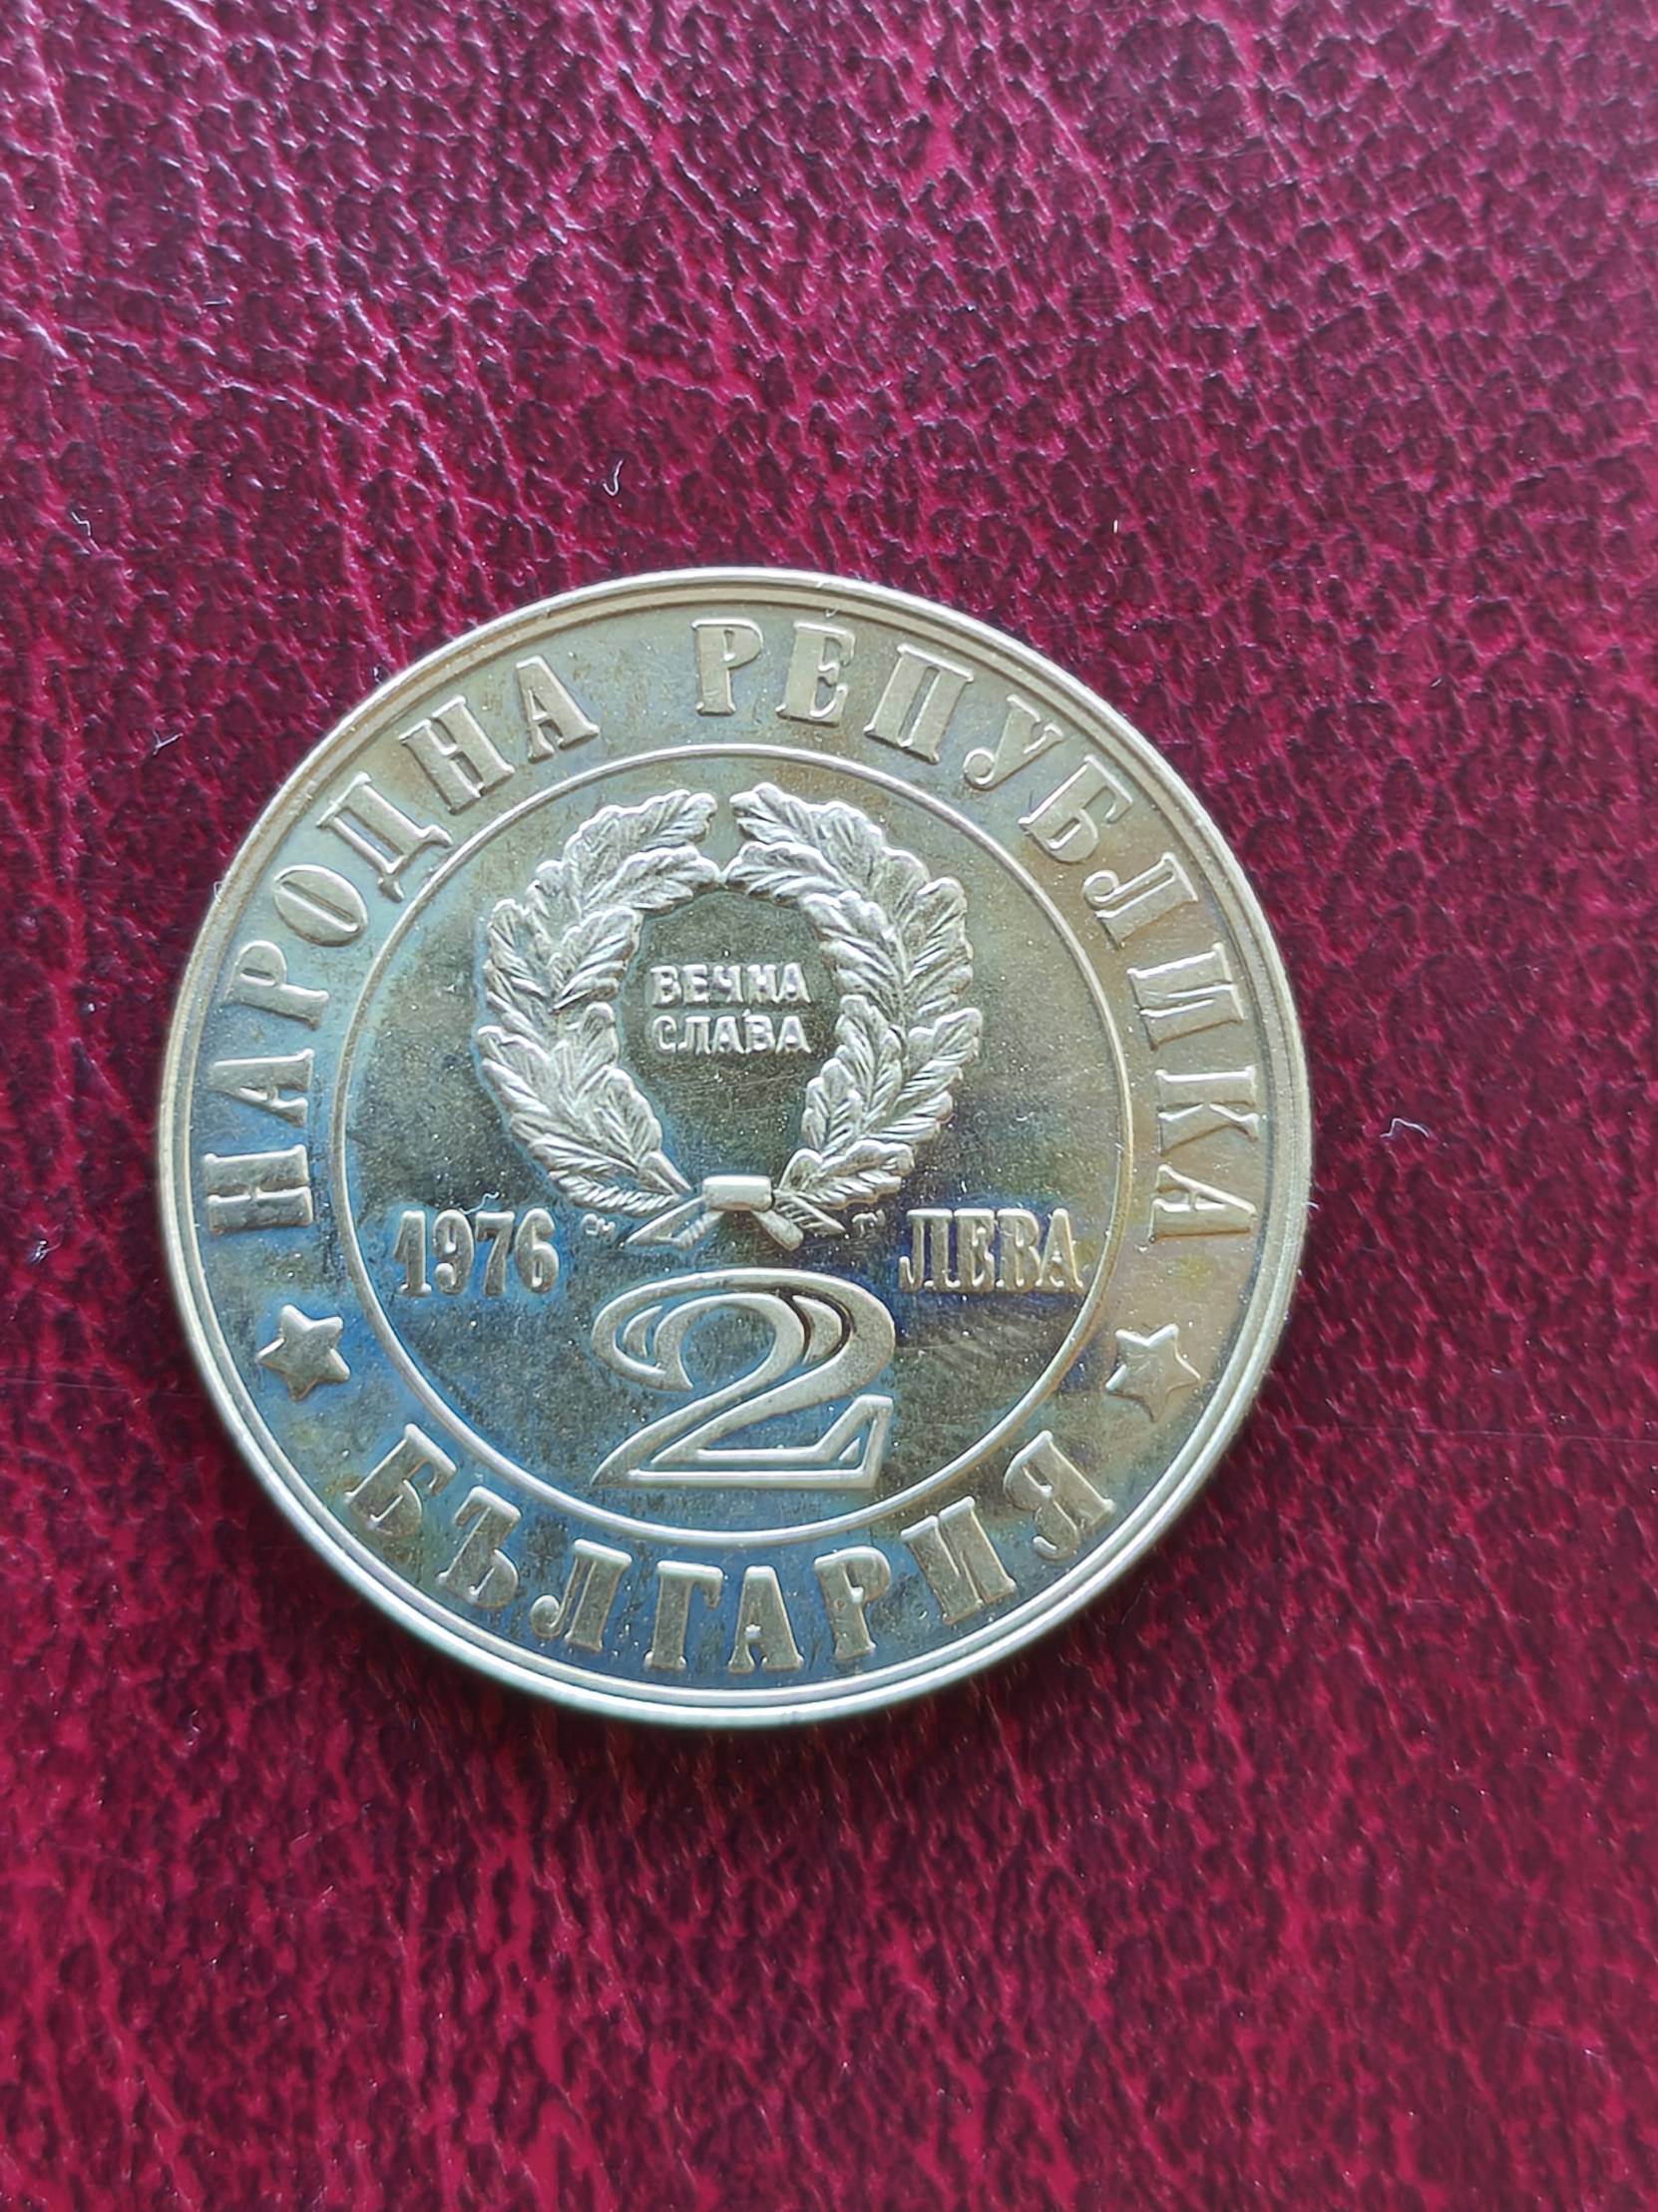 НАРОДНА РЕПУБЛИКА
ВЕЧНА
СЛАВА
1976
ЛЕВА
2
БЪЛГАРИЯ